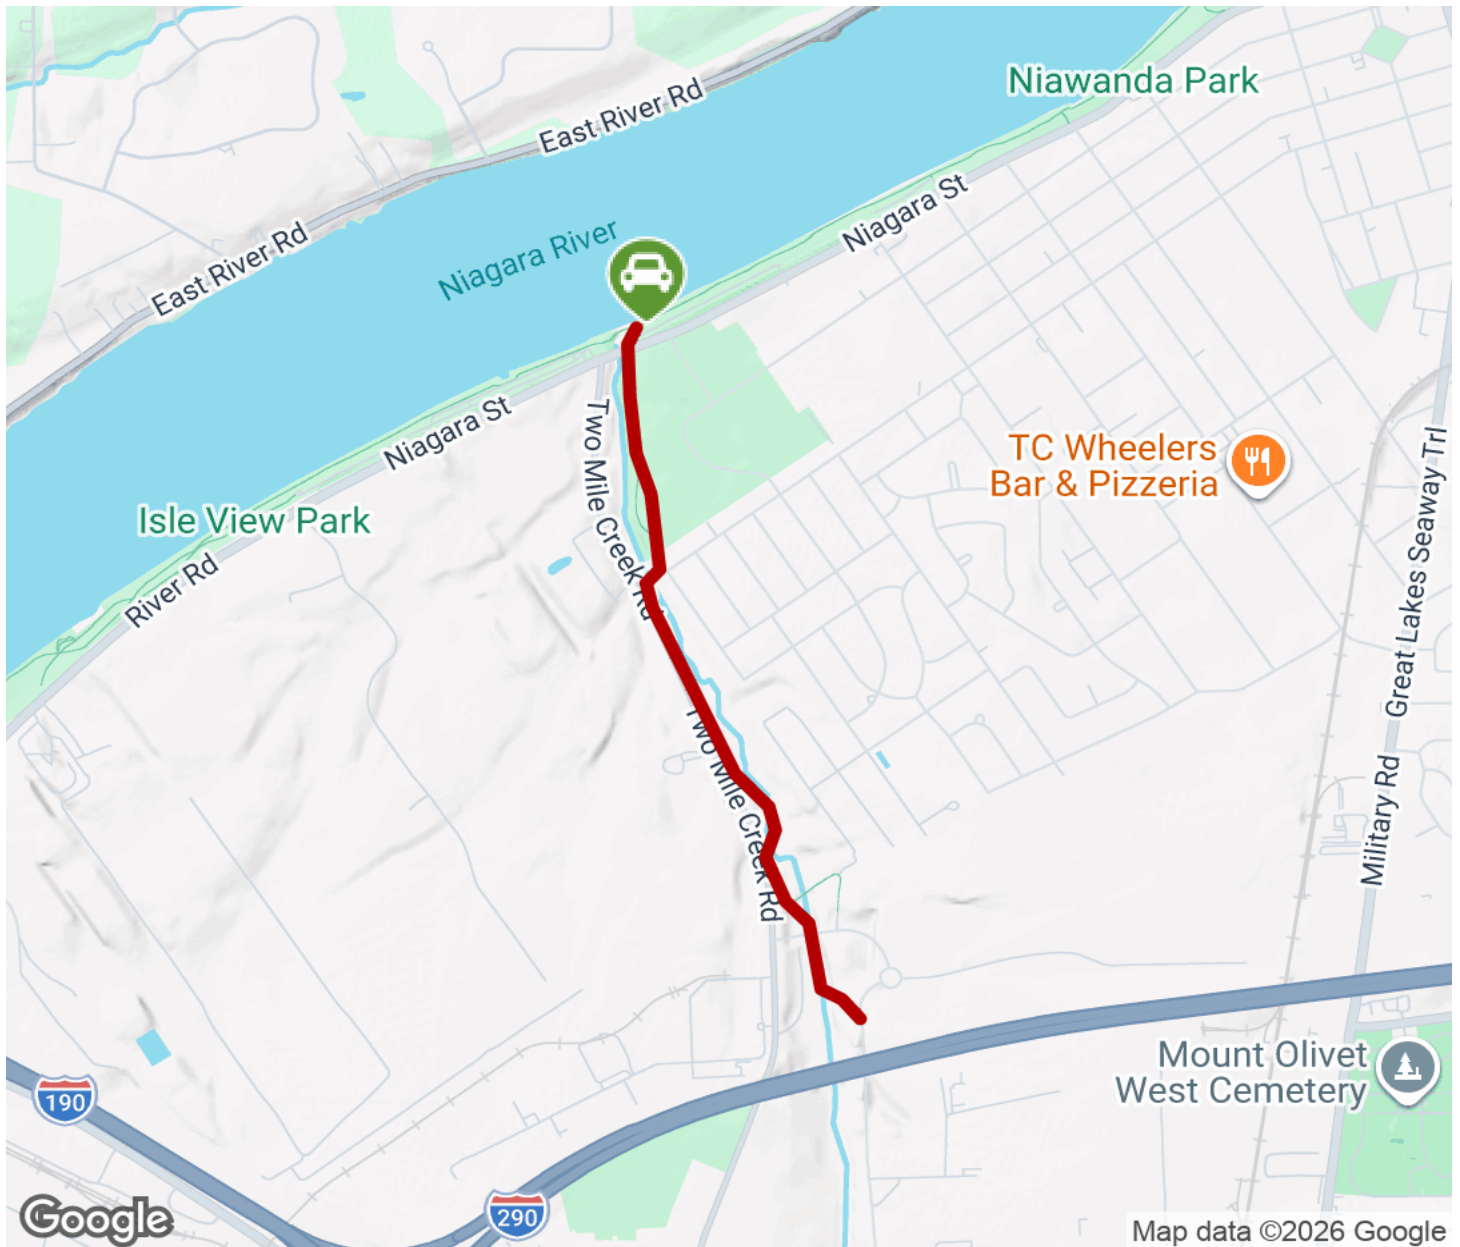 Niawanda Park
East River Rd
East River Rd
Niagara River
Niagara St
Niagara St
Two Mile Creek Rd
TC Wheelers
Bar & Pizzeria
Isle View Park
River Rd
Great Lakes Seaway Trl
Two Mile Creek Rd
Military Rd
Mount Olivet
West Cemetery
190
290
Google
Map data ©2026 Google